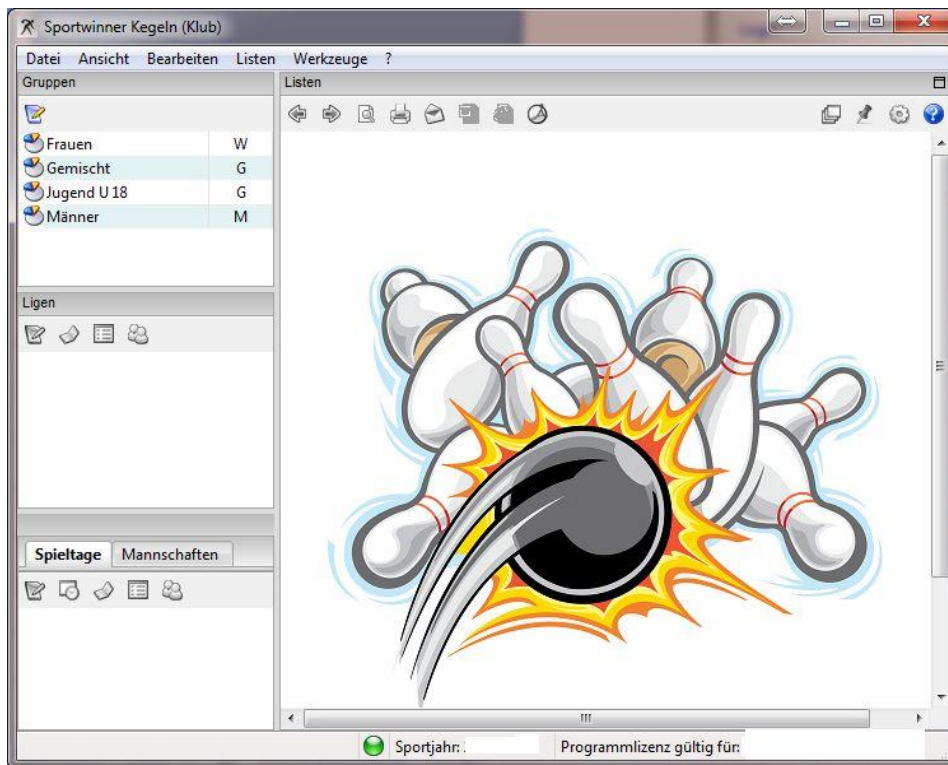 Sportwinner Kegeln (Klub)
Datei Ansicht Bearbeiten Listen Werkzeuge ?
Gruppen
Frauen W
Gemischt G
Jugend U 18 G
Männer M
Ligen
Spieltage Mannschaften
Listen
Sportjahr:
Programmlizenz gültig für: